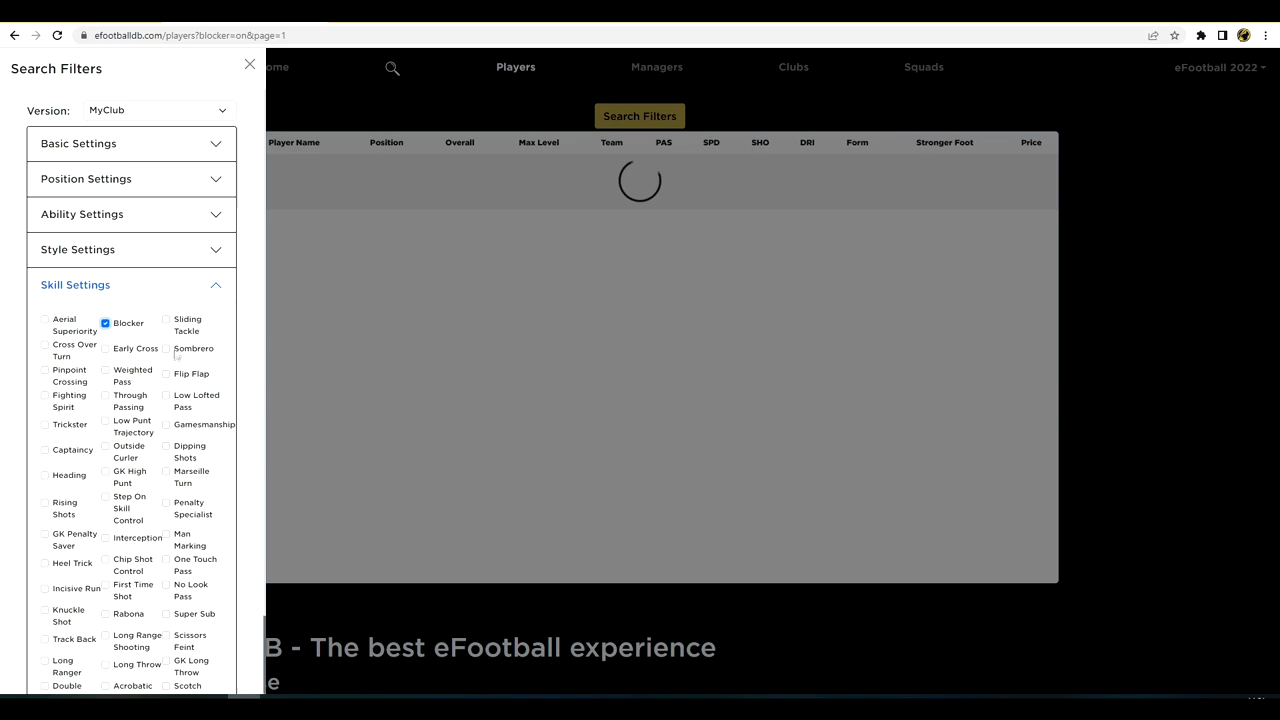 efootballdb.com/players?blocker=on&page=1
Search Filters
ome
Players
Managers
Clubs
Squads
eFootball 2022
Version:
MyClub
Search Filters
Basic Settings
Player Name
Position
Overall
Max Level
Team
PAS
SPD
SHO
DRI
Form
Stronger Foot
Price
Position Settings
Ability Settings
Style Settings
Skill Settings
Aerial
Superiority
Blocker
Sliding
Tackle
Cross Over
Turn
Early Cross
Sombrero
Pinpoint
Crossing
Weighted
Pass
Flip Flap
Fighting
Spirit
Through
Passing
Low Lofted
Pass
Trickster
Low Punt
Trajectory
Gamesmanship
Captaincy
Outside
Curler
Dipping
Shots
Heading
GK High
Punt
Marseille
Turn
Rising
Shots
Step On
Skill
Control
Penalty
Specialist
GK Penalty
Saver
Interception
Man
Marking
Heel Trick
Chip Shot
Control
One Touch
Pass
Incisive Run
First Time
Shot
No Look
Pass
Knuckle
Shot
Rabona
Super Sub
Track Back
Long Range
Shooting
Scissors
Feint
Long
Ranger
Long Throw
GK Long
Throw
Double
Acrobatic
Scotch
B - The best eFootball experience
e